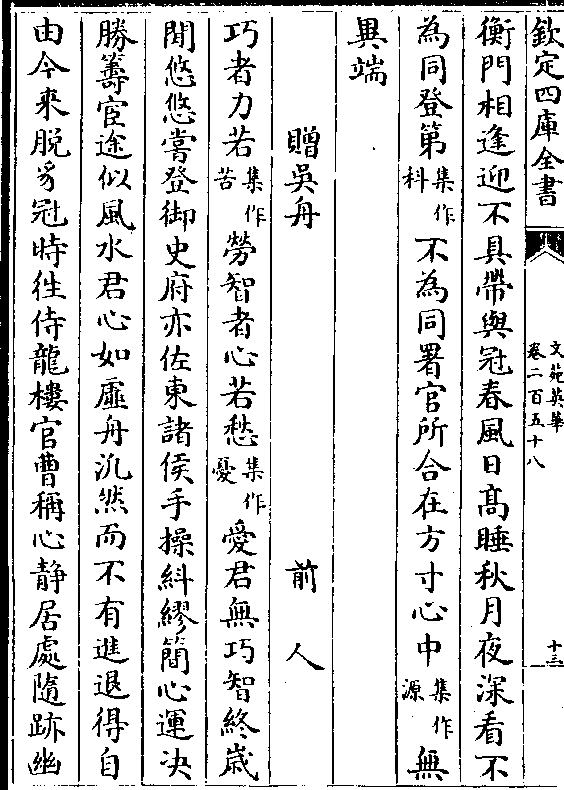 欽定四庫全書
文苑英華
卷二百五十八
十三
衡門相逢迎不具帶與冠春風日髙睡秋月夜深看不
為同登第集作科不為同署官所合在方寸心中集作源無
異端
贈吳舟 前人
巧者力若集作苦勞智者心若愁集作憂愛君無巧智終歲
閒悠悠嘗登御史府亦佐東諸侯手操紏繆簡心運决
勝籌宦途似風水君心如虛舟汎然而不有進退得自
由今來脫豸冠時徃侍龍樓官曹稱心静居處隨跡幽